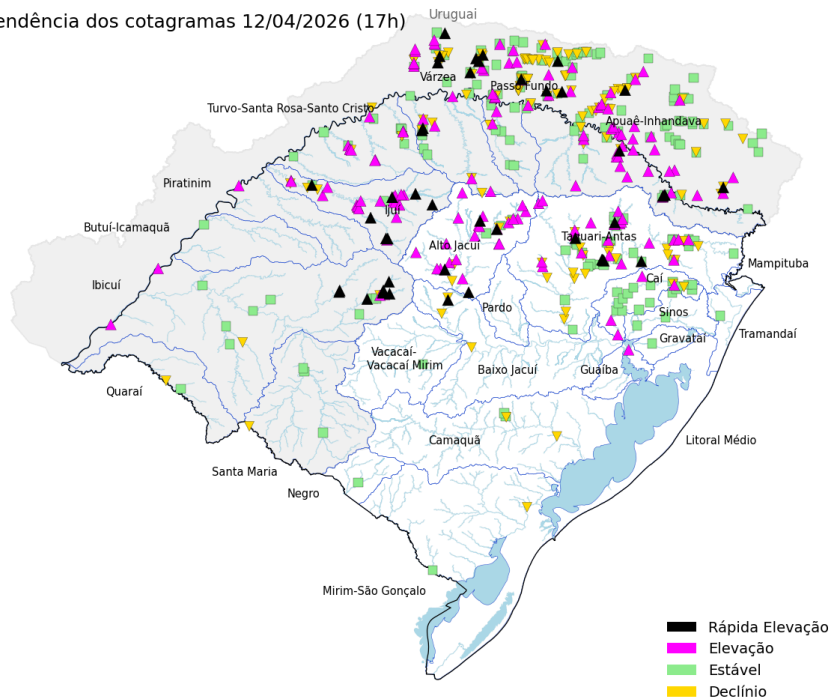 endência dos cotagramas 12/04/2026 (17h)
Uruguai
Várzea
Passo Fundo
Turvo-Santa Rosa-Santo Cristo
Apuaê-Inhandava
Piratinim
Ijuí
Butuí-Icamaquã
Alto Jacuí
Taquari-Antas
Mampituba
Ibicuí
Caí
Pardo
Sinos
Tramandaí
Gravataí
Vacacaí-
Vacacaí Mirim
Baixo Jacuí
Guaíba
Quaraí
Camaquã
Litoral Médio
Santa Maria
Negro
Mirim-São Gonçalo
Rápida Elevação
Elevação
Estável
Declínio